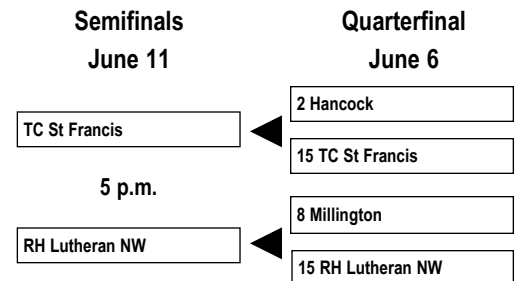 Semifinals
June 11
Quarterfinal
June 6
2 Hancock
TC St Francis
15 TC St Francis
5 p.m.
8 Millington
RH Lutheran NW
15 RH Lutheran NW